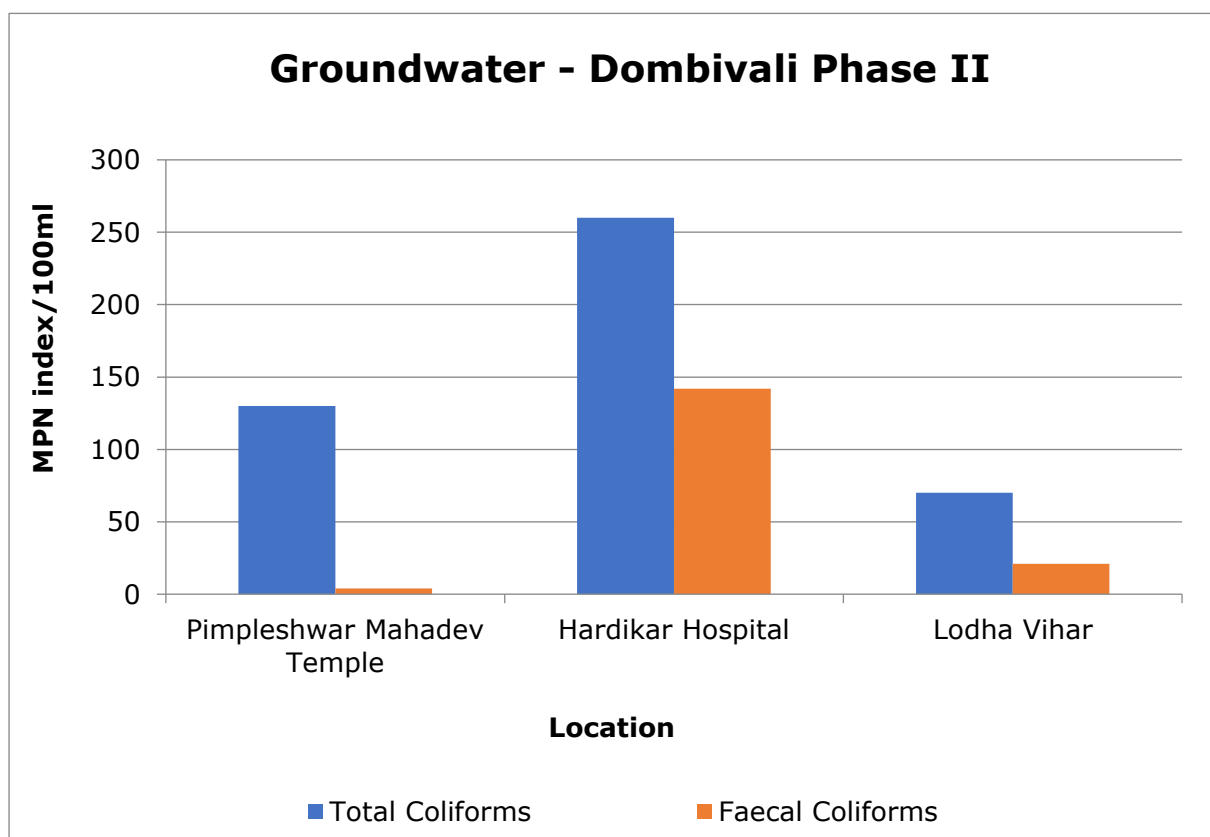 Groundwater - Dombivali Phase II
MPN index/100ml
300
250
200
150
100
50
0
Pimpleshwar Mahadev
Temple
Hardikar Hospital
Lodha Vihar
Location
Total Coliforms
Faecal Coliforms